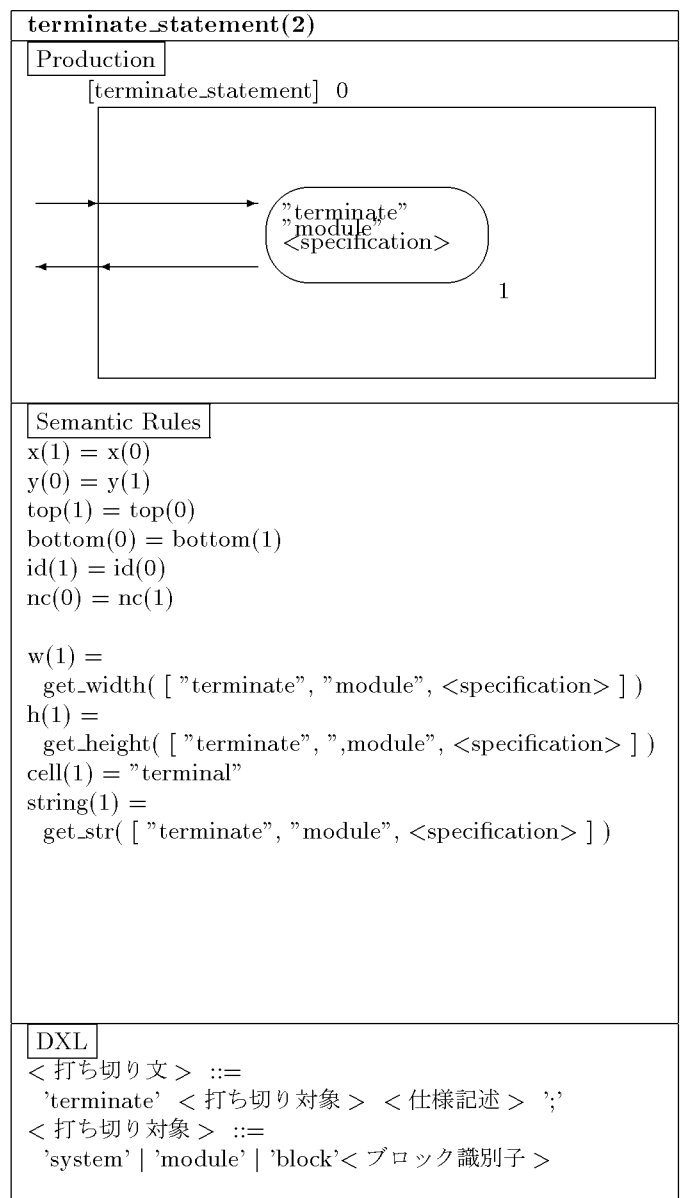 terminate_statement(2)
Production
[terminate_statement] 0
"terminate"
"module"
<specification>
1
Semantic Rules
x(1) = x(0)
y(0) = y(1)
top(1) = top(0)
bottom(0) = bottom(1)
id(1) = id(0)
nc(0) = nc(1)
w(1) =
get_width( [ "terminate", "module", <specification> ] )
h(1) =
get_height( [ "terminate", ",module", <specification> ] )
cell(1) = "terminal"
string(1) =
get_str( [ "terminate", "module", <specification> ] )
DXL
< 打ち切り文 > ::=
'terminate' < 打ち切り対象 > < 仕様記述 > ';'
< 打ち切り対象 > ::=
'system' | 'module' | 'block'< ブロック識別子 >